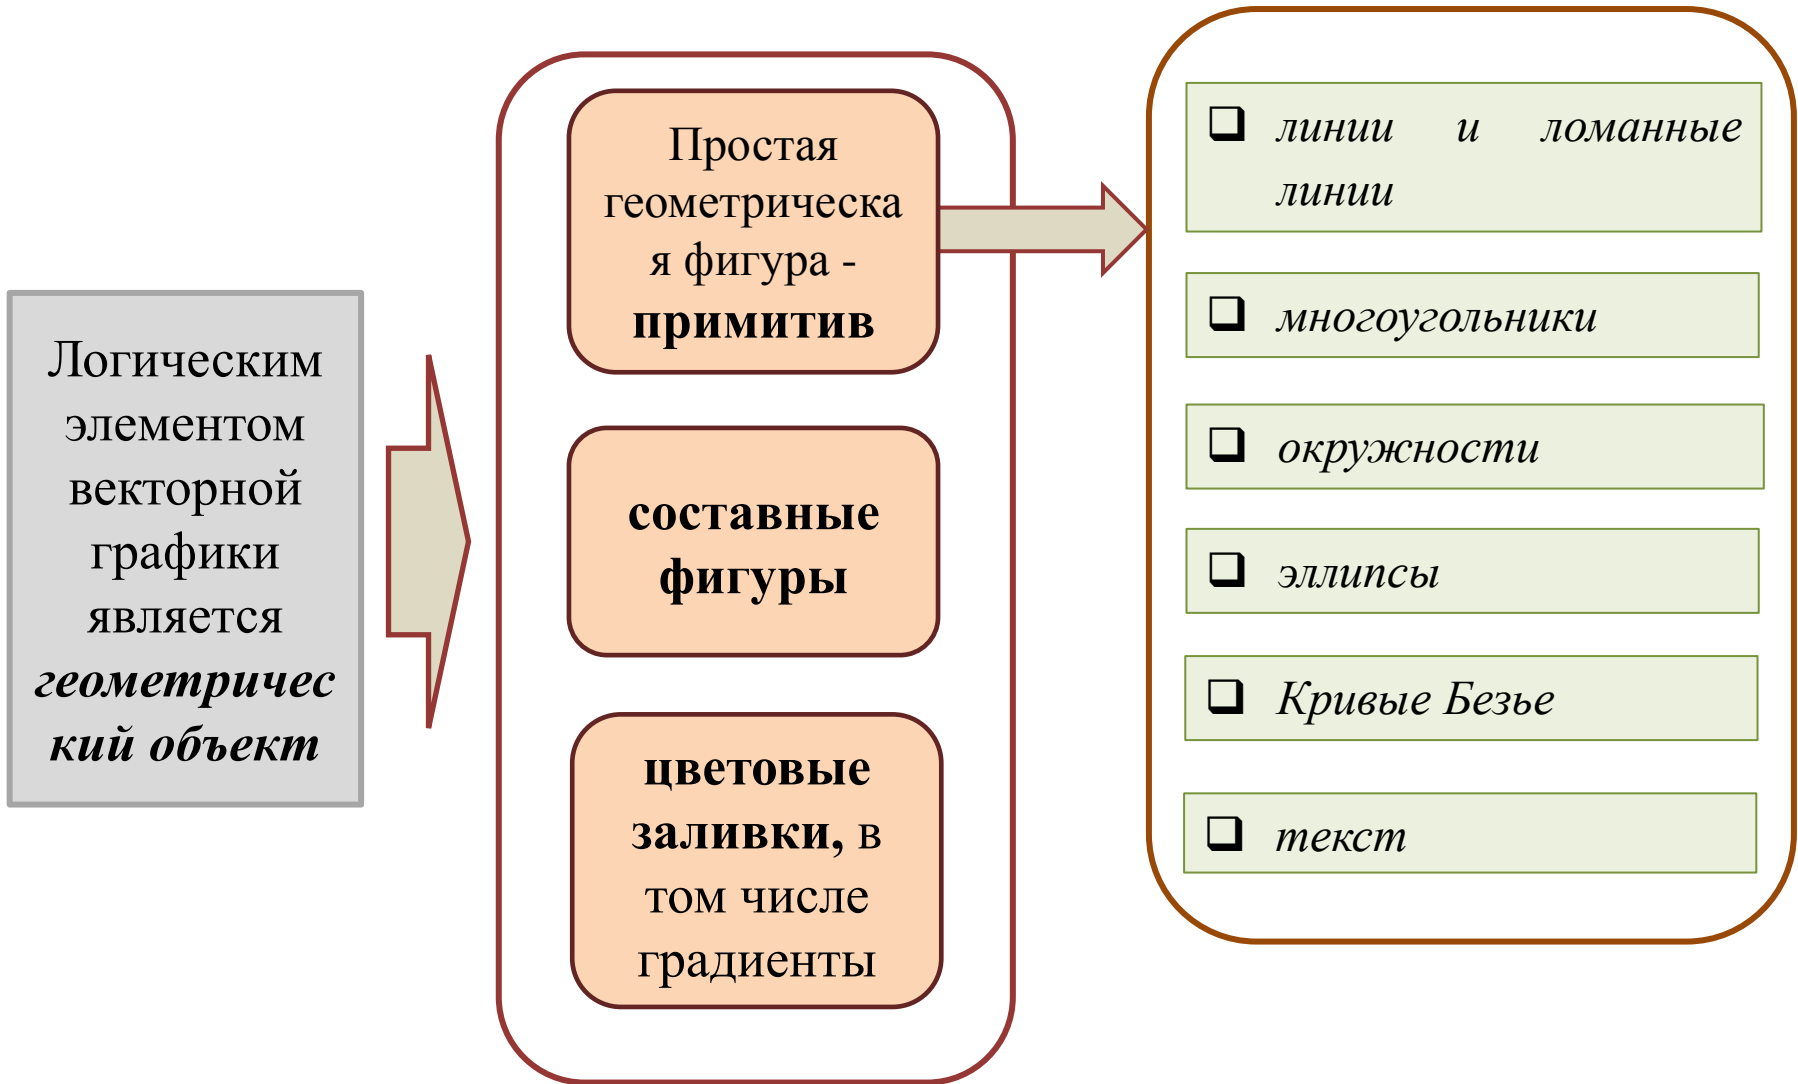 Логическим
элементом
векторной
графики
является
геометричес
кий объект
Простая
геометрическа
я фигура -
примитив
составные
фигуры
цветовые
заливки, в
том числе
градиенты
линии и ломанные
линии
многоугольники
окружности
эллипсы
Кривые Безье
текст